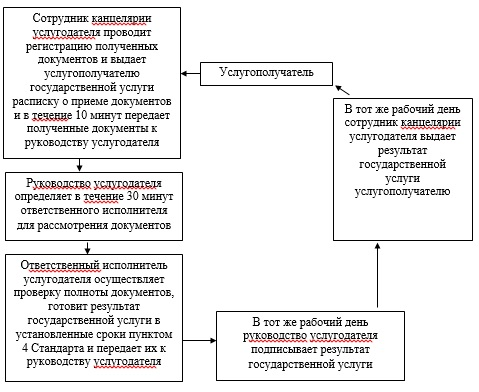 Сотрудник канцелярии
услугодателя проводит
регистрацию полученных
документов и выдает
услугополучателю
государственной услуги
расписку о приеме документов
и в течение 10 минут передает
полученные документы к
руководству услугодателя
Услугополучатель
В тот же рабочий день
сотрудник канцелярии
услугодателя выдает
результат
государственной
услуги
услугополучателю
Руководство услугодателя
определяет в течение 30 минут
ответственного исполнителя
для рассмотрения документов
Ответственный исполнитель
услугодателя осуществляет
проверку полноты документов,
готовит результат
государственной услуги в
установленные сроки пунктом
4 Стандарта и передает их к
руководству услугодателя
В тот же рабочий день
руководство услугодателя
подписывает результат
государственной услуги